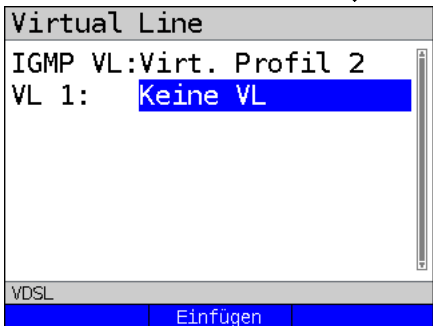 Virtual Line
IGMP VL:Virt. Profil 2
VL 1: Keine VL
VDSL
Einfügen